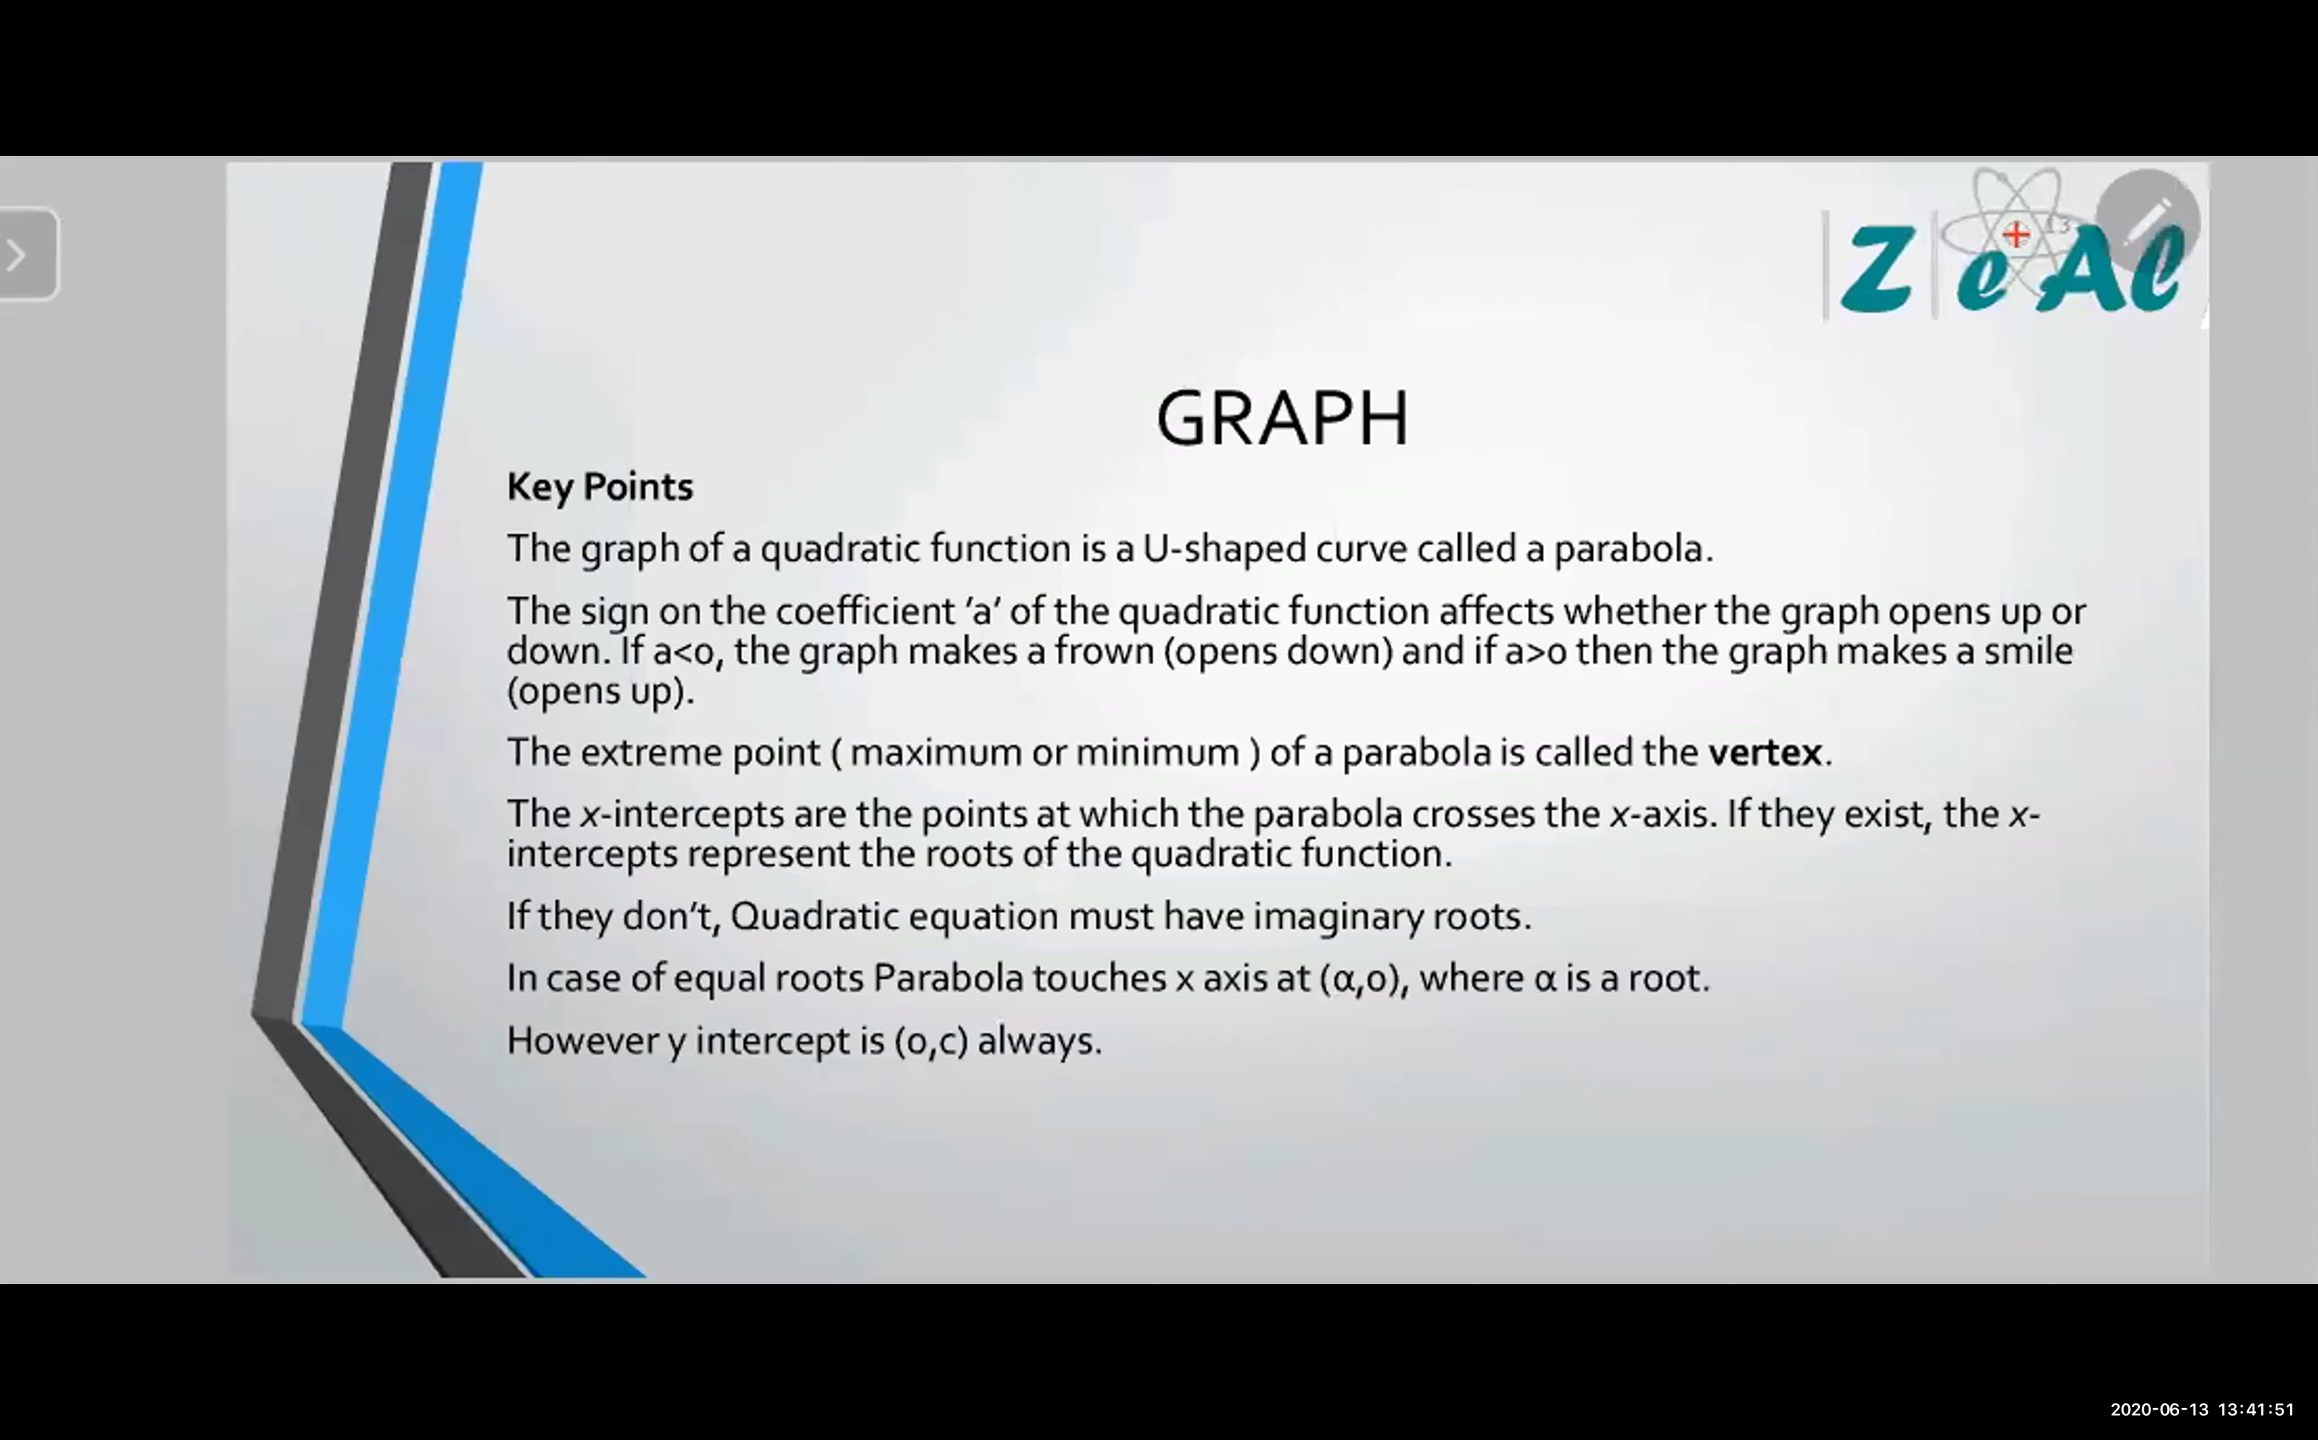 13
ZeAl
GRAPH
Key Points
The graph of a quadratic function is a U-shaped curve called a parabola.
The sign on the coefficient ‘a’ of the quadratic function affects whether the graph opens up or
down. If a<0, the graph makes a frown (opens down) and if a>0 then the graph makes a smile
(opens up).
The extreme point ( maximum or minimum ) of a parabola is called the vertex.
The x-intercepts are the points at which the parabola crosses the x-axis. If they exist, the x-
intercepts represent the roots of the quadratic function.
If they don’t, Quadratic equation must have imaginary roots.
In case of equal roots Parabola touches x axis at (α,0), where α is a root.
However y intercept is (0,c) always.
2020-06-13 13:41:51